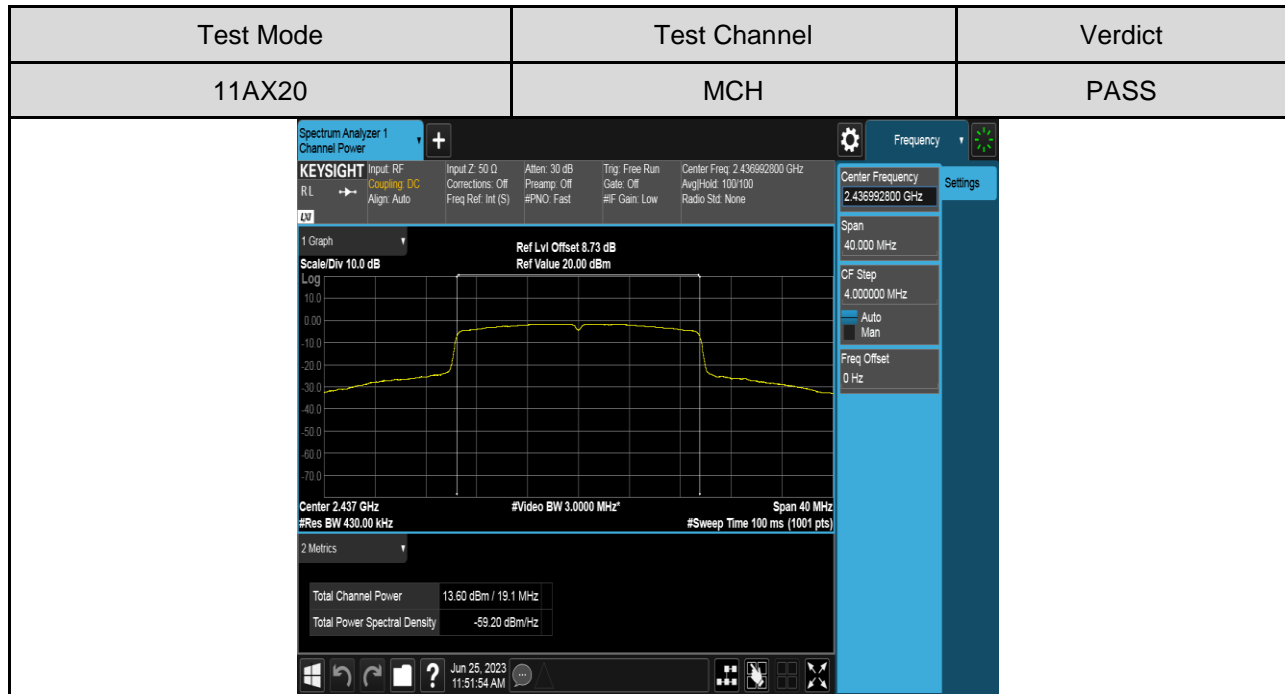 Test Mode Test Channel Verdict
11AX20 MCH PASS
Spectrum Analyzer 1
Channel Power
+
Frequency
KEYSIGHT Input: RF Input Z: 50 Ω Atten: 30 dB Trig: Free Run Center Freq: 2.436992800 GHz
RL Coupling: DC Corrections: Off Preamp: Off Gate: Off Avg|Hold: 100/100
Align: Auto Freq Ref: Int (S) #PNO: Fast #IF Gain: Low Radio Std: None
LXI
Center Frequency
2.436992800 GHz
Settings
Span
40.000 MHz
CF Step
4.000000 MHz
Auto
Man
Freq Offset
0 Hz
1 Graph
Ref Lvl Offset 8.73 dB
Scale/Div 10.0 dB Ref Value 20.00 dBm
Log
10.0
0.00
-10.0
-20.0
-30.0
-40.0
-50.0
-60.0
-70.0
Center 2.437 GHz #Video BW 3.0000 MHz* Span 40 MHz
#Res BW 430.00 kHz #Sweep Time 100 ms (1001 pts)
2 Metrics
Total Channel Power 13.60 dBm / 19.1 MHz
Total Power Spectral Density -59.20 dBm/Hz
? Jun 25, 2023
11:51:54 AM